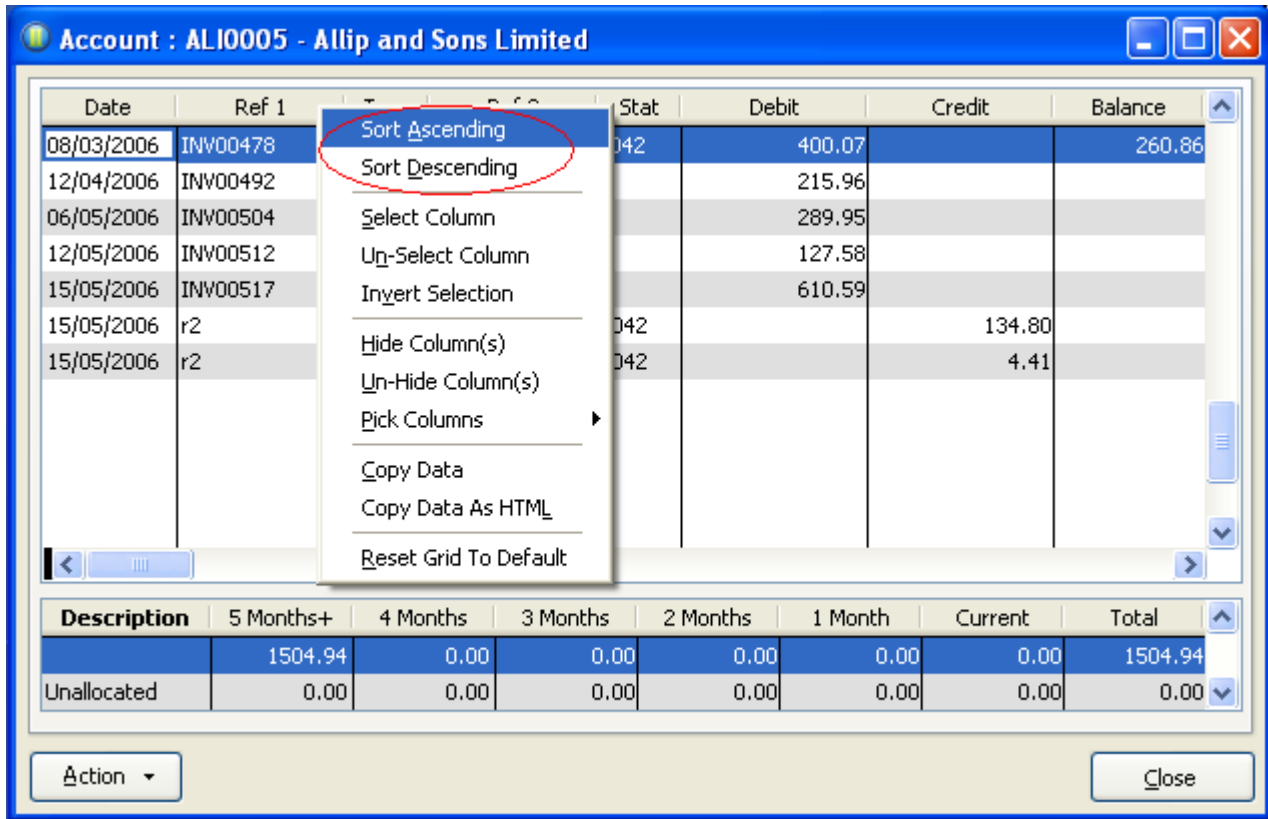 Account : ALI0005 - Allip and Sons Limited
Date Ref 1 Stat Debit Credit Balance
08/03/2006 INV00478 042 400.07 260.86
12/04/2006 INV00492 215.96
06/05/2006 INV00504 289.95
12/05/2006 INV00512 127.58
15/05/2006 INV00517 610.59
15/05/2006 r2 042 134.80
15/05/2006 r2 042 4.41
Sort Ascending
Sort Descending
Select Column
Un-Select Column
Invert Selection
Hide Column(s)
Un-Hide Column(s)
Pick Columns
Copy Data
Copy Data As HTML
Reset Grid To Default
Description 5 Months+ 4 Months 3 Months 2 Months 1 Month Current Total
1504.94 0.00 0.00 0.00 0.00 0.00 1504.94
Unallocated 0.00 0.00 0.00 0.00 0.00 0.00
Action Close